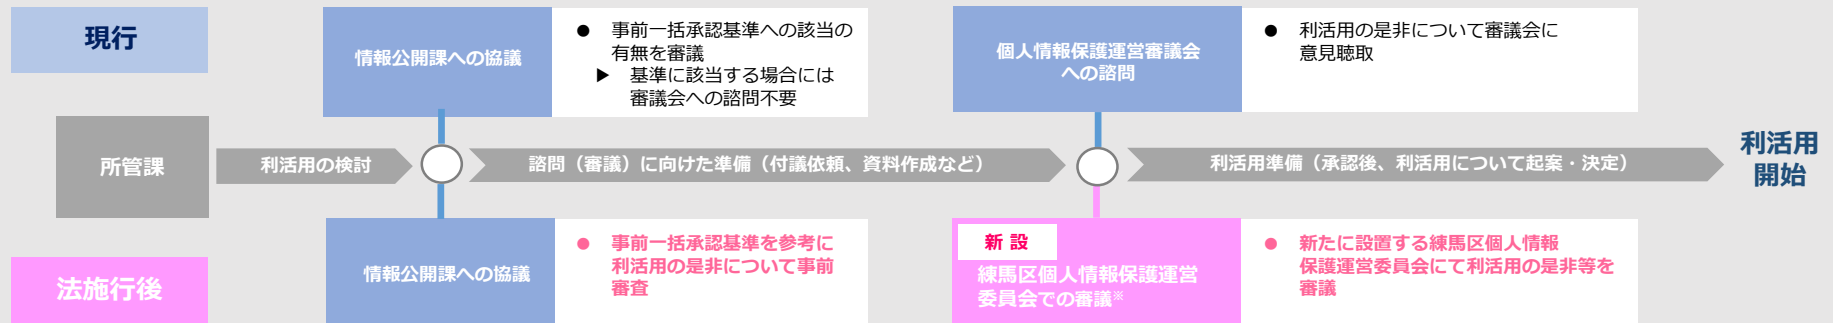 現行
情報公開課への協議
● 事前一括承認基準への該当の
有無を審議
▶ 基準に該当する場合には
審議会への諮問不要
個人情報保護運営審議会
への諮問
● 利活用の是非について審議会に
意見聴取
所管課
利活用の検討
諮問（審議）に向けた準備（付議依頼、資料作成など）
利活用準備（承認後、利活用について起案・決定）
利活用
開始
法施行後
情報公開課への協議
● 事前一括承認基準を参考に
利活用の是非について事前
審査
新 設
練馬区個人情報保護運営
委員会での審議※
● 新たに設置する練馬区個人情報
保護運営委員会にて利活用の是非等を
審議